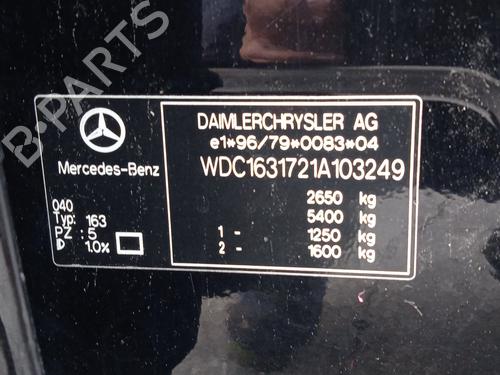 B-PARTS
DAIMLERCHRYSLER AG
e1*96/79*0083*04
WDC1631721A103249
Mercedes-Benz
2650 kg
5400 kg
1 - 1250 kg
2 - 1600 kg
040
Typ: 163
PZ : 5
D 1.0%